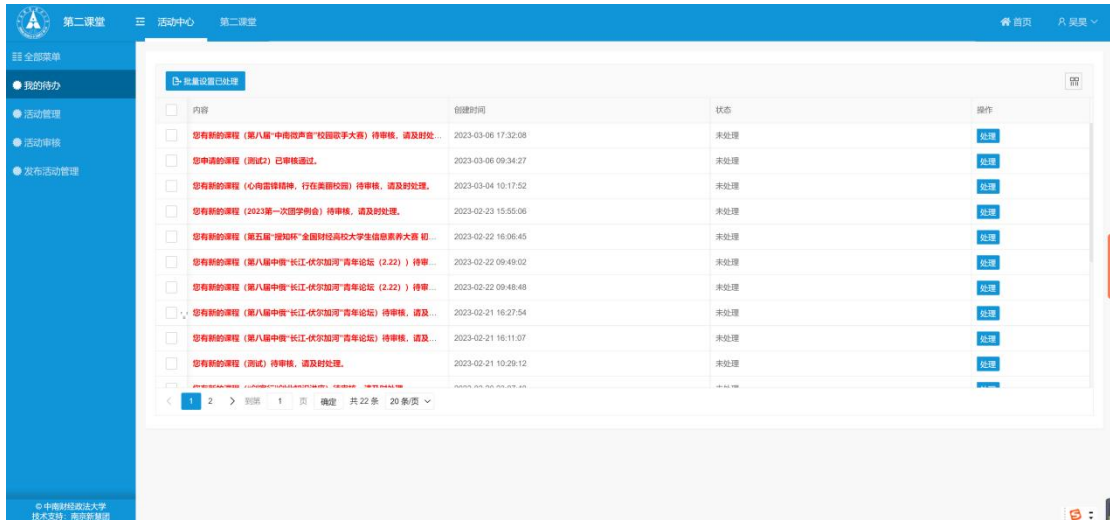 第二课堂
活动中心
第二课堂
首页
吴昊
全部菜单
我的待办
活动管理
活动审核
发布活动管理
批量设置已处理
内容 创建时间 状态 操作
您有新的课程（第八届“中南微声音”校园歌手大赛）待审核，请及时处... 2023-03-06 17:32:08 未处理 处理
您申请的课程（测试2）已审核通过。 2023-03-06 09:34:27 未处理 处理
您有新的课程（心向雷锋精神，行在美丽校园）待审核，请及时处理。 2023-03-04 10:17:52 未处理 处理
您有新的课程（2023第一次团学例会）待审核，请及时处理。 2023-02-23 15:55:06 未处理 处理
您有新的课程（第五届“搜知杯”全国财经高校大学生信息素养大赛 初... 2023-02-22 16:06:45 未处理 处理
您有新的课程（第八届中俄“长江-伏尔加河”青年论坛（2.22））待审... 2023-02-22 09:49:02 未处理 处理
您有新的课程（第八届中俄“长江-伏尔加河”青年论坛（2.22））待审... 2023-02-22 09:48:48 未处理 处理
您有新的课程（第八届中俄“长江-伏尔加河”青年论坛）待审核，请及... 2023-02-21 16:27:54 未处理 处理
您有新的课程（第八届中俄“长江-伏尔加河”青年论坛）待审核，请及... 2023-02-21 16:11:07 未处理 处理
您有新的课程（测试）待审核，请及时处理。 2023-02-21 10:29:12 未处理 处理
1 2 到第 1 页 确定 共 22 条 20 条/页
© 中南财经政法大学
技术支持：南京新慧团